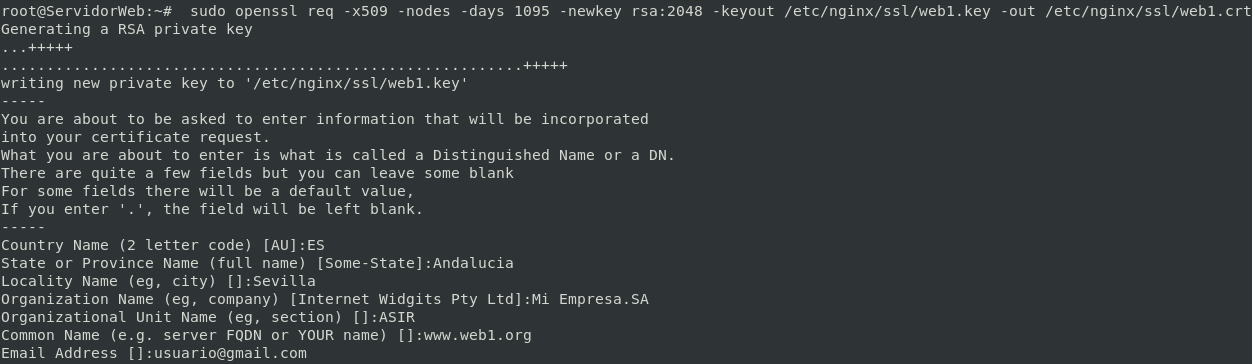 root@ServidorWeb:~#  sudo openssl req -x509 -nodes -days 1095 -newkey rsa:2048 -keyout /etc/nginx/ssl/web1.key -out /etc/nginx/ssl/web1.crt
Generating a RSA private key
...+++++
..........................................................+++++
writing new private key to '/etc/nginx/ssl/web1.key'
-----
You are about to be asked to enter information that will be incorporated
into your certificate request.
What you are about to enter is what is called a Distinguished Name or a DN.
There are quite a few fields but you can leave some blank
For some fields there will be a default value,
If you enter '.', the field will be left blank.
-----
Country Name (2 letter code) [AU]:ES
State or Province Name (full name) [Some-State]:Andalucia
Locality Name (eg, city) []:Sevilla
Organization Name (eg, company) [Internet Widgits Pty Ltd]:Mi Empresa.SA
Organizational Unit Name (eg, section) []:ASIR
Common Name (e.g. server FQDN or YOUR name) []:www.web1.org
Email Address []:usuario@gmail.com